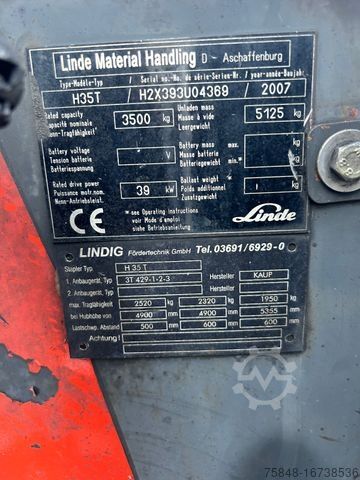 Linde Material Handling D - Aschaffenburg
Type-Modèle-Typ / Serial no.-No. de série-Serien-Nr. / year-année-Baujahr
H35T / H2X393U04369 / 2007
Rated capacity
Capacité nominale
Nenn-Tragfähigkeit*
3500 kg
Unladen mass
Masse à vide
Leergewicht
5125 kg
Battery voltage
Tension batterie
Batteriespannung
V
Battery mass
Masse batterie
Batteriegewicht
max.
min.*
kg
kg
Rated drive power
Puissance motr. nom.
Nenn-Antriebsleist.
39 kW
Ballast weight *
Poids additionnel
Zusatzgewicht
kg
CE
* see Operating instructions
voir Mode d'emploi
siehe Betriebsanleitung
Linde
LINDIG Fördertechnik GmbH Tel. 03691/6929-0
Stapler Typ H 35 T
1. Anbaugerät, Typ 3T 429-1-2-3 Hersteller KAUP
2. Anbaugerät, Typ Hersteller
max. Tragfähigkeit 2520 kg 2320 kg 1950 kg
bei Hubhöhe von 4900 mm 4900 mm 5355 mm
Lastschwp. Abstand 500 mm 600 mm 600 mm
Achtung!
75848-16738536